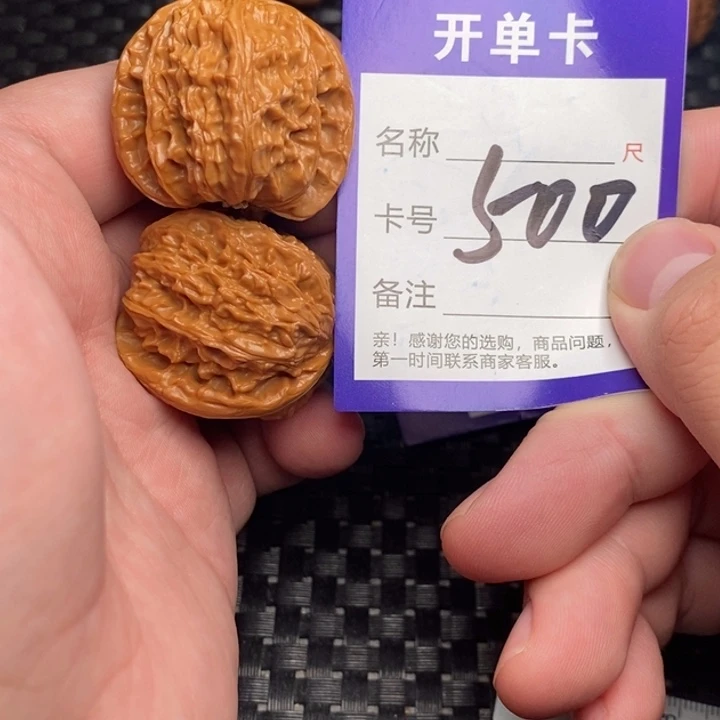 开单卡
名称 尺
卡号 500
备注
亲！感谢您的选购，商品问题，
第一时间联系商家客服。